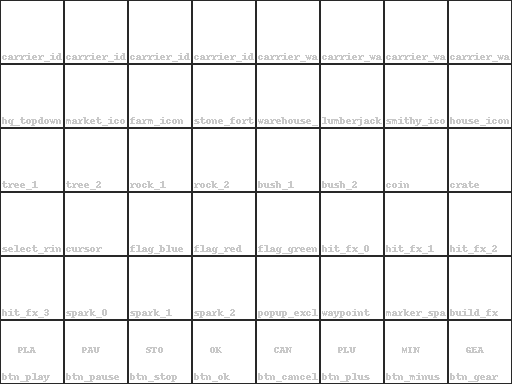 carrier_id carrier_id carrier_id carrier_id carrier_wa carrier_wa carrier_wa carrier_wa
hq_topdown market_ico farm_icon stone_fort warehouse_ lumberjack smithy_ico house_icon
tree_1 tree_2 rock_1 rock_2 bush_1 bush_2 coin crate
select_rin cursor flag_blue flag_red flag_green hit_fx_0 hit_fx_1 hit_fx_2
hit_fx_3 spark_0 spark_1 spark_2 popup_excl waypoint marker_spa build_fx
PLA PAU STO OK CAN PLU MIN GEA
btn_play btn_pause btn_stop btn_ok btn_cancel btn_plus btn_minus btn_gear